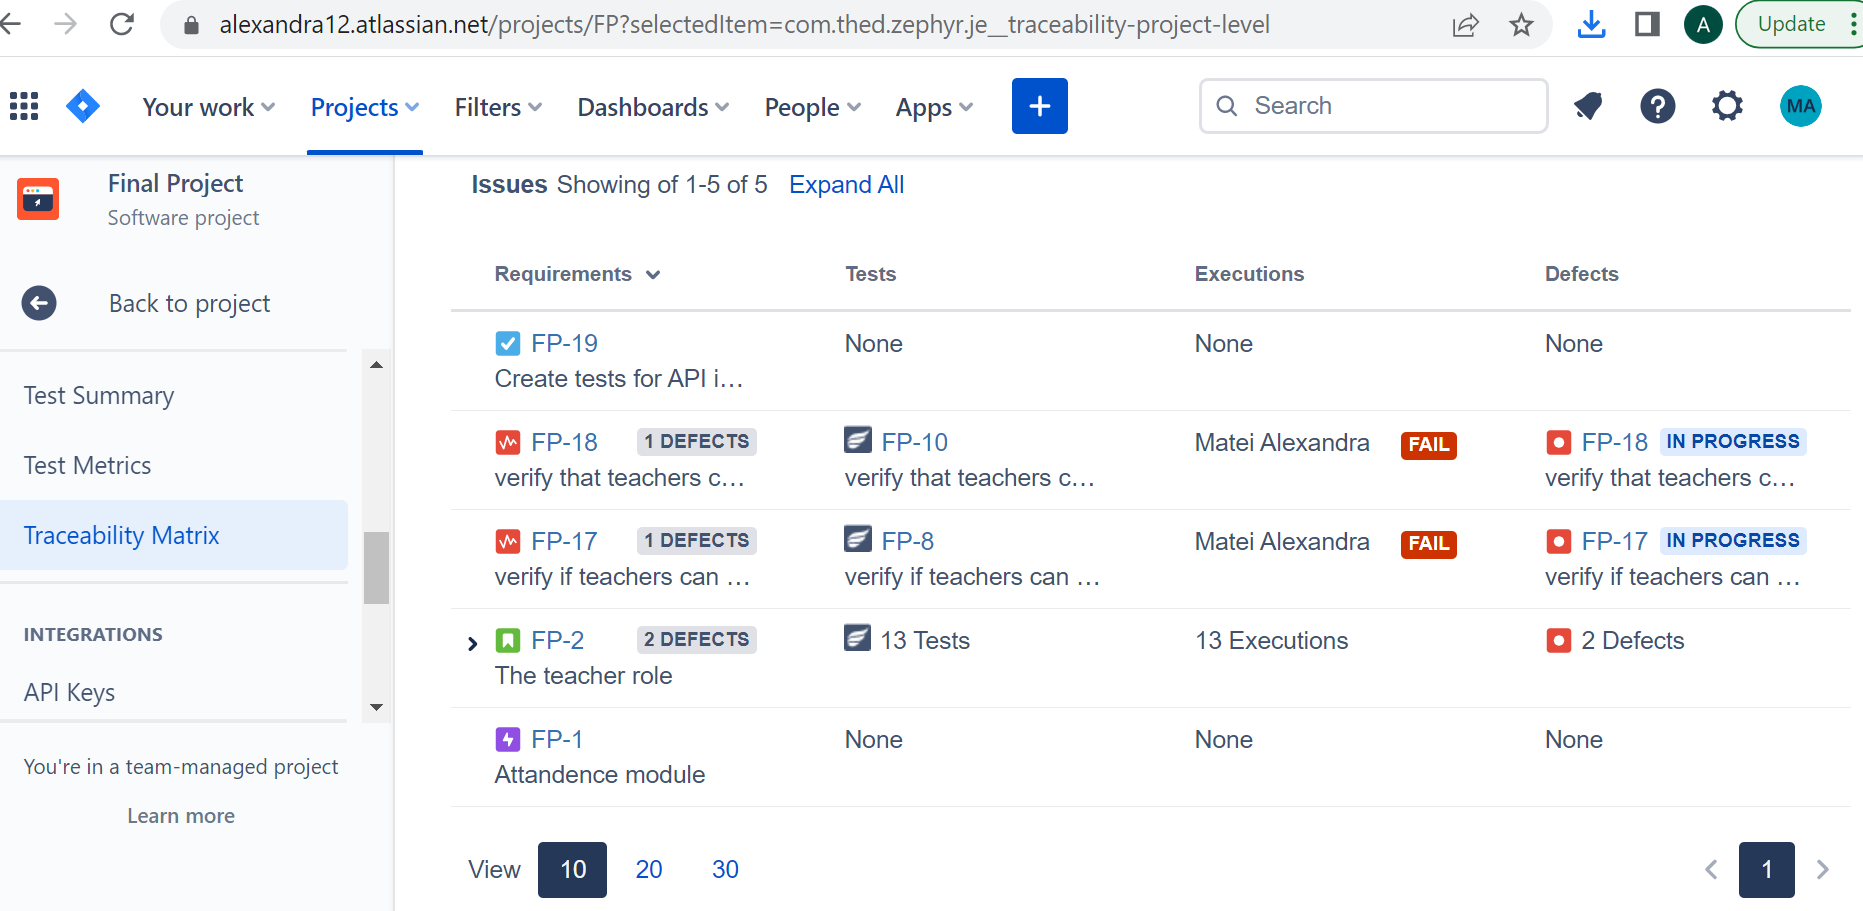 alexandra12.atlassian.net/projects/FP?selectedItem=com.thed.zephyr.je__traceability-project-level
A
Update
Your work
Projects
Filters
Dashboards
People
Apps
+
Search
?
MA
Final Project
Software project
Back to project
Test Summary
Test Metrics
Traceability Matrix
INTEGRATIONS
API Keys
You're in a team-managed project
Learn more
Issues Showing of 1-5 of 5 Expand All
Requirements Tests Executions Defects
FP-19 None None None
Create tests for API i...
FP-18 1 DEFECTS FP-10 Matei Alexandra FAIL FP-18 IN PROGRESS
verify that teachers c... verify that teachers c... verify that teachers c...
FP-17 1 DEFECTS FP-8 Matei Alexandra FAIL FP-17 IN PROGRESS
verify if teachers can ... verify if teachers can ... verify if teachers can ...
FP-2 2 DEFECTS 13 Tests 13 Executions 2 Defects
The teacher role
FP-1 None None None
Attandence module
View 10 20 30
1